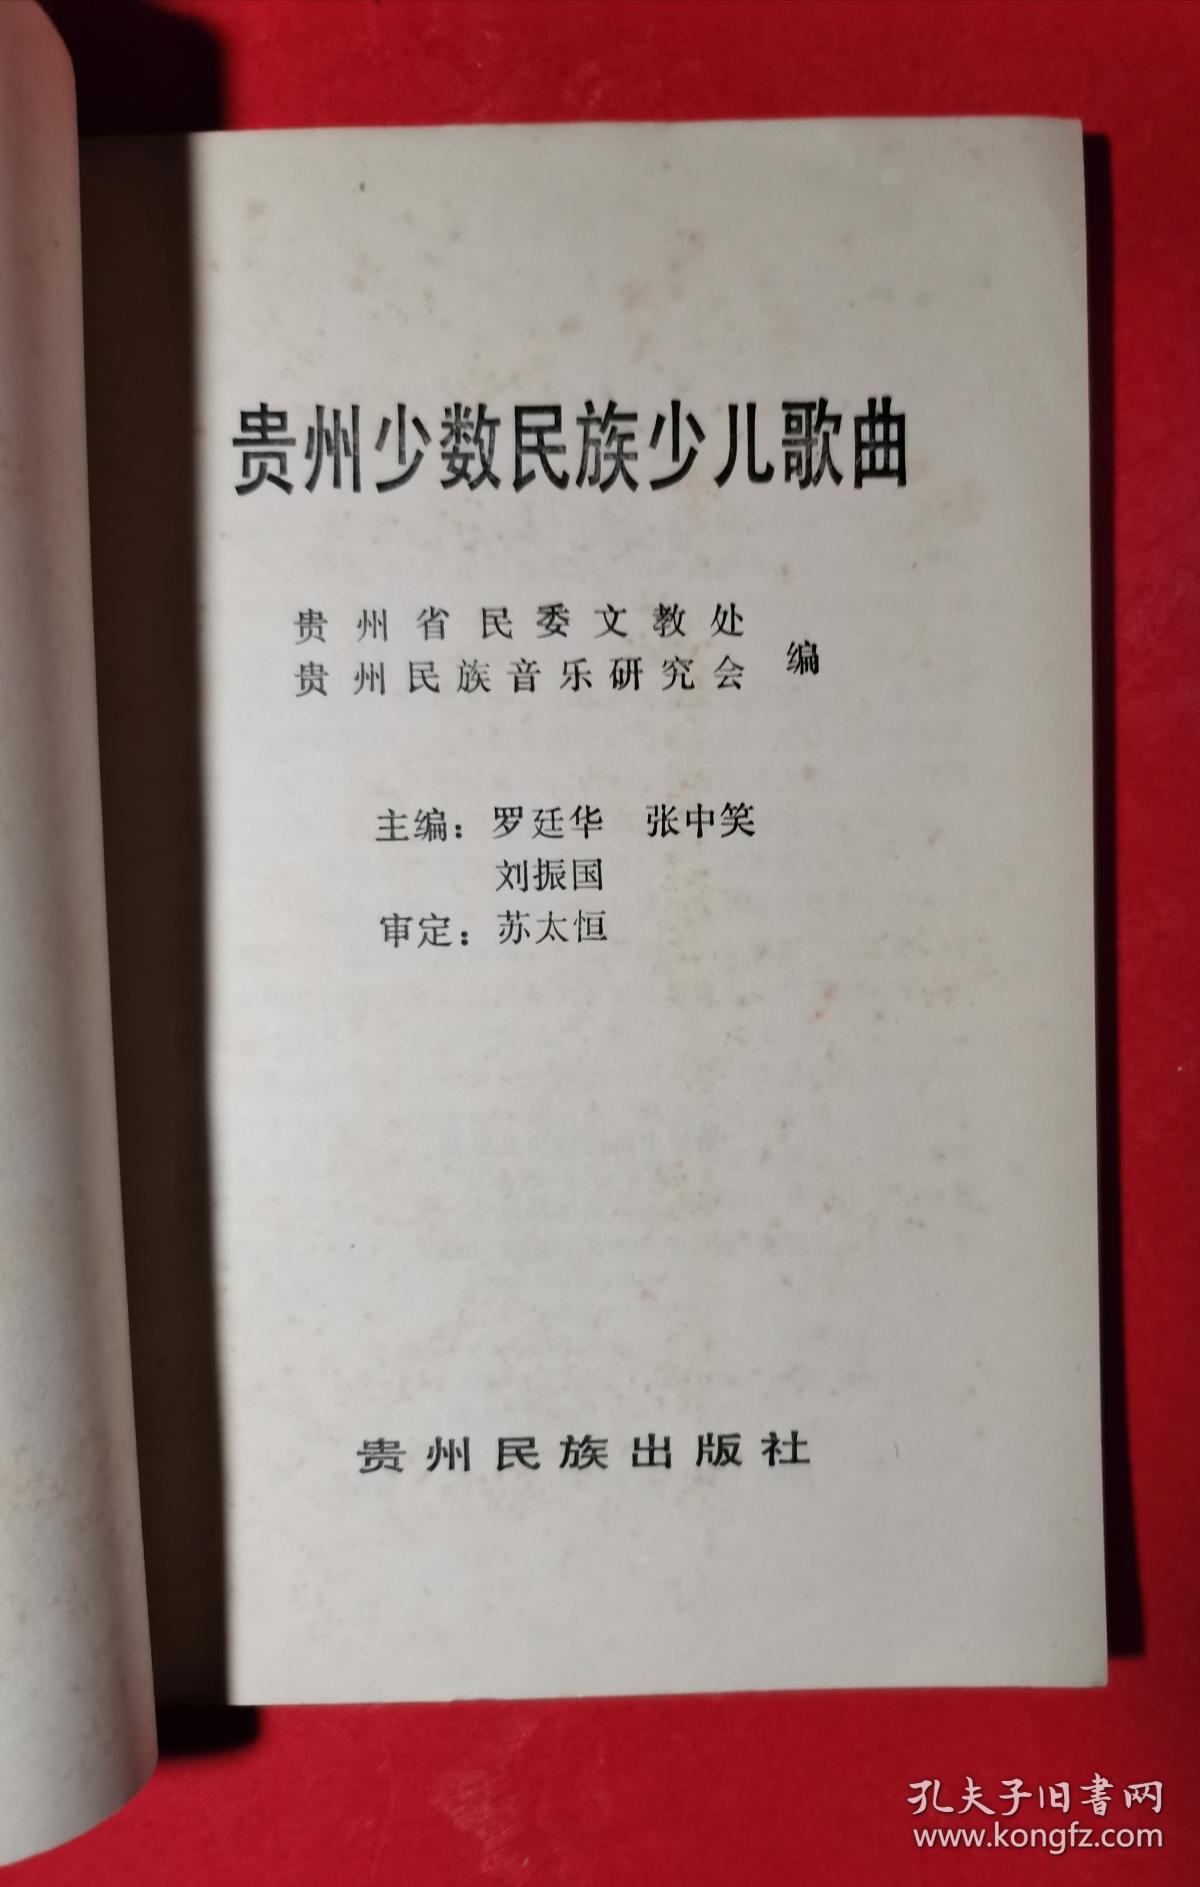 贵州少数民族少儿歌曲
贵州省民委文教处
贵州民族音乐研究会
编
主编：罗廷华 张中笑
刘振国
审定：苏太恒
贵州民族出版社
孔夫子旧书网
www.kongfz.com